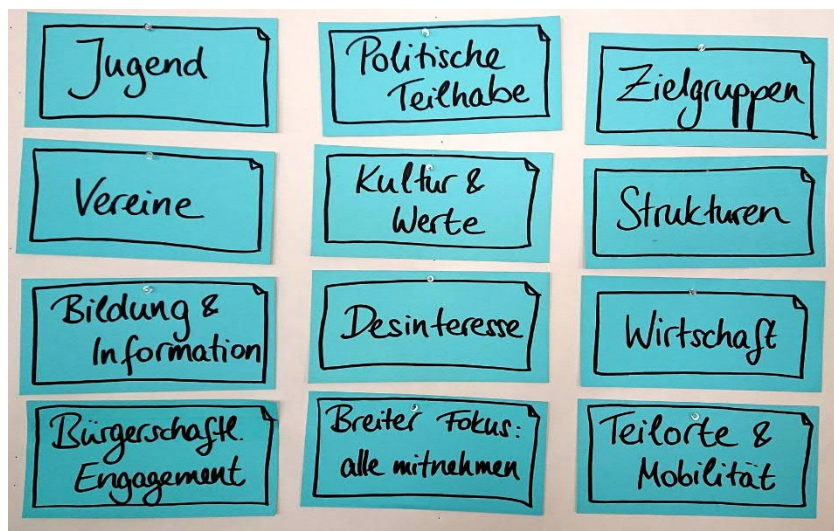 Jugend
Politische
Teilhabe
Zielgruppen
Vereine
Kultur &
Werte
Strukturen
Bildung &
Information
Desinteresse
Wirtschaft
Bürgerschaftl.
Engagement
Breiter Fokus:
alle mitnehmen
Teilorte &
Mobilität